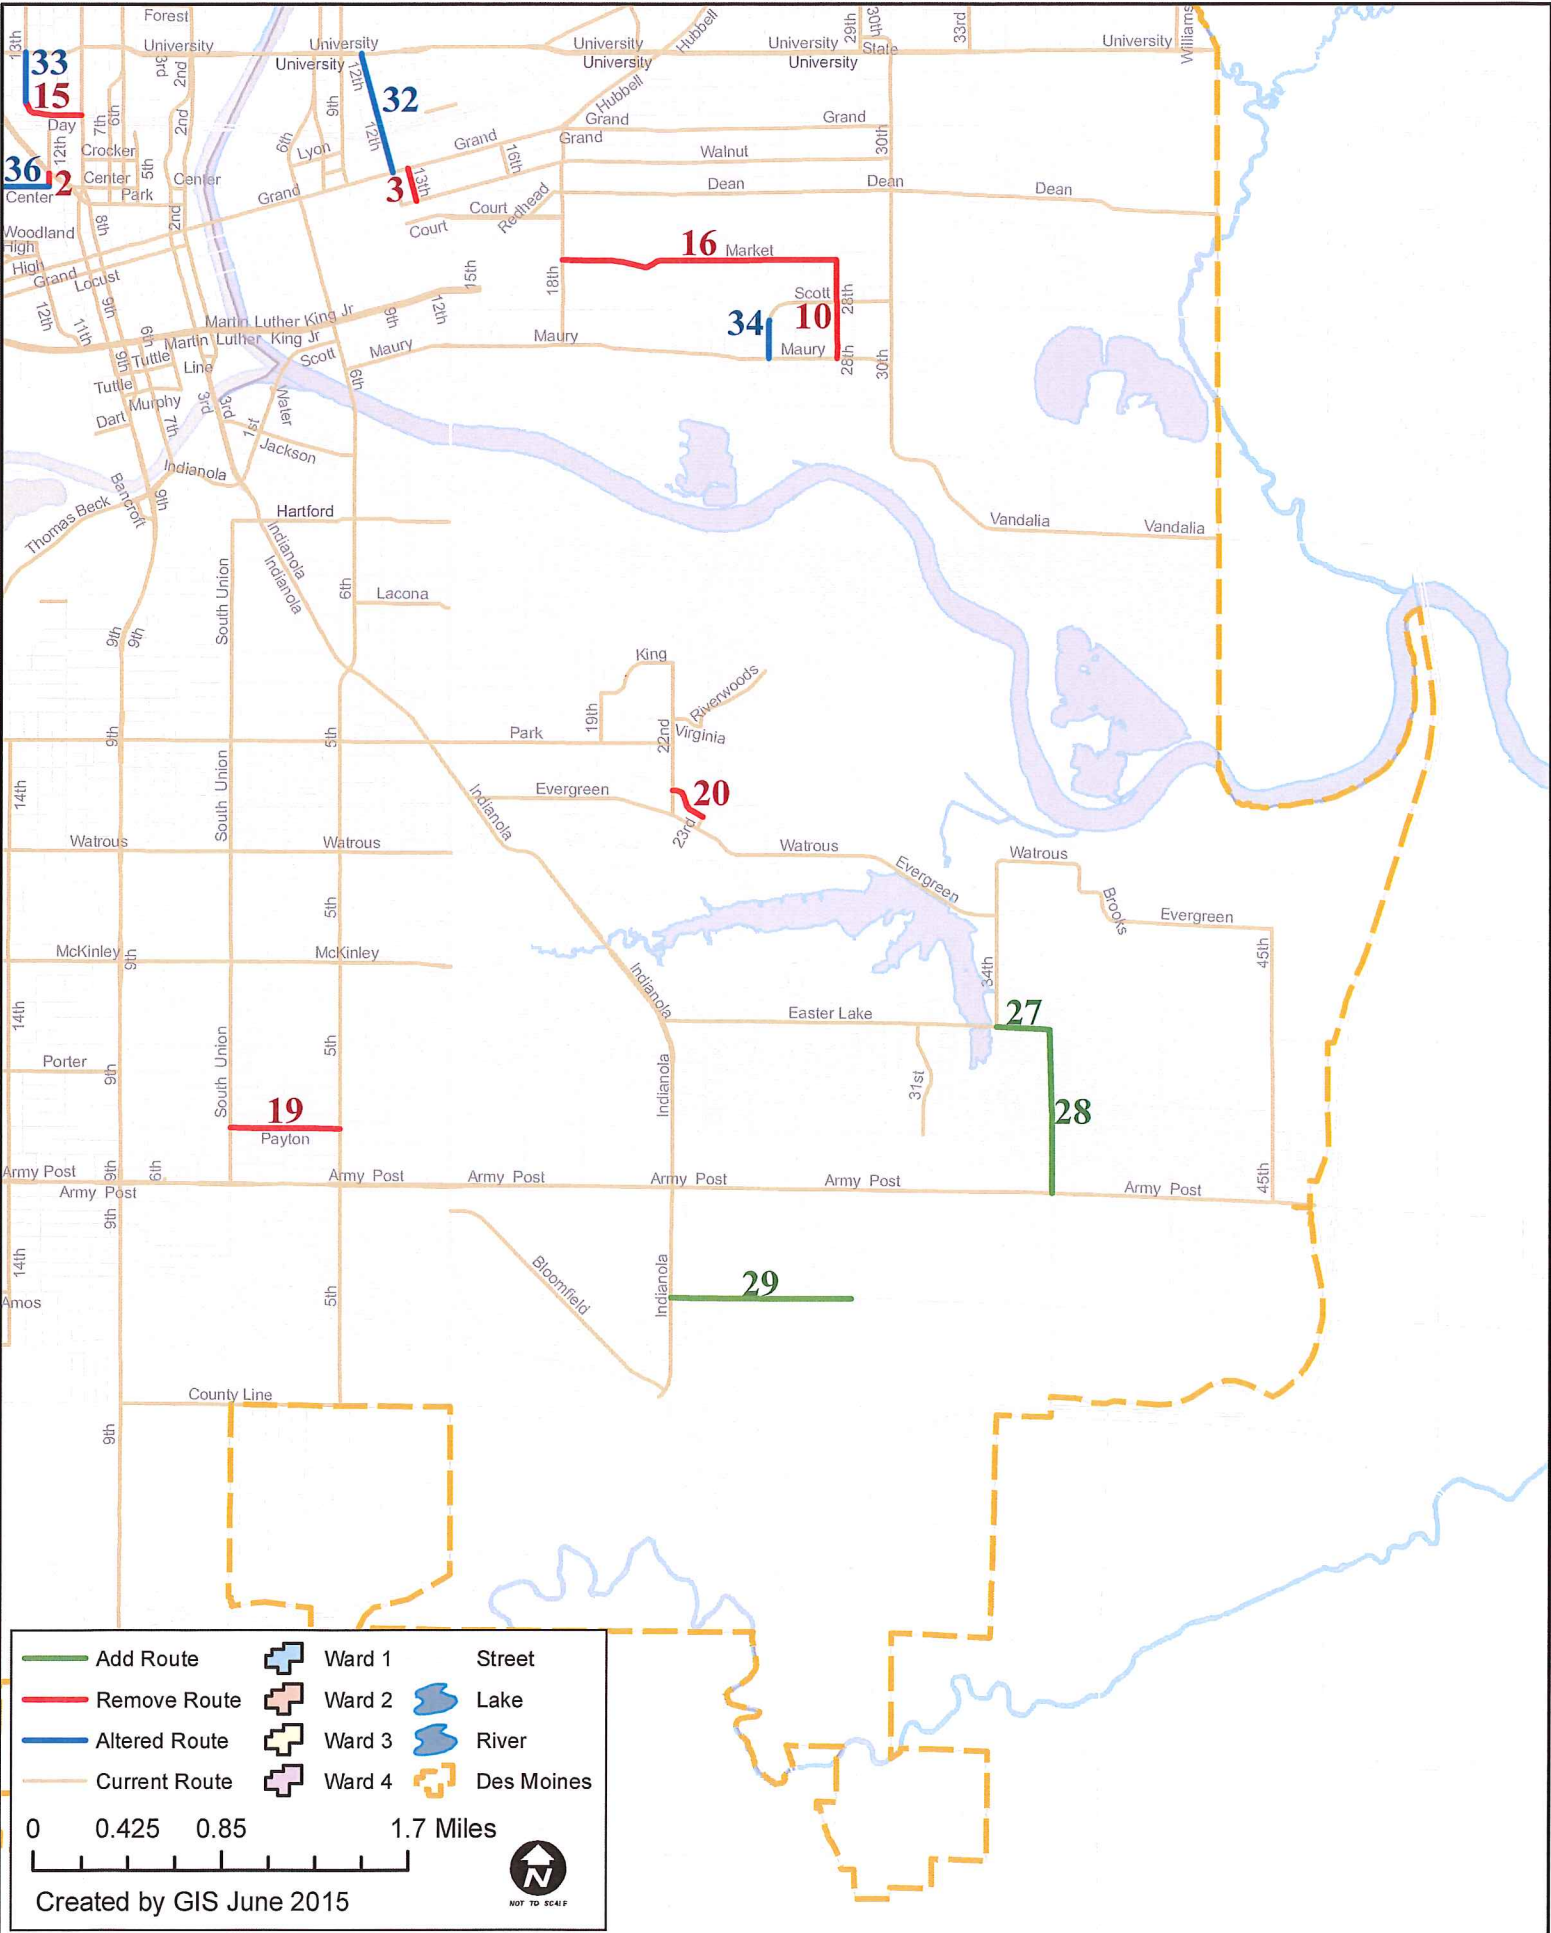 Forest
13th
University
3rd
2nd
University
University
12th
9th
University
University
Hubbell
University
University
29th
30th
State
33rd
University
Williams
33
15
Day
7th
6th
2nd
32
12th
6th
Lyon
Hubbell
Grand
Grand
Grand
Grand
30th
36
2
12th
Crocker
5th
Center
Center
Center
Park
Grand
3
13th
16th
Walnut
Dean
Dean
Dean
8th
2nd
Court
Court
Redhead
Woodland
High
High
Grand
Locust
16
Market
18th
15th
12th
9th
12th
11th
9th
6th
Martin Luther King Jr
Martin Luther King Jr
Scott
Maury
Maury
34
Scott
10
28th
Maury
28th
30th
9th
Tuttle
Tuttle
Line
Murphy
Dart
7th
3rd
3rd
1st
Water
6th
Jackson
Indianola
Bancroft
9th
Thomas Beck
Hartford
Indianola
Indianola
Vandalia
Vandalia
South Union
6th
Lacona
9th
9th
King
Riverwoods
19th
22nd
Virginia
9th
5th
Park
South Union
14th
Indianola
Evergreen
20
23rd
Watrous
Watrous
Watrous
Watrous
Evergreen
Brooks
Evergreen
5th
McKinley
9th
McKinley
Indianola
34th
45th
14th
South Union
5th
Easter Lake
27
Porter
9th
Indianola
31st
28
19
Payton
Army Post
Army Post
9th
6th
Army Post
Army Post
Army Post
Army Post
Army Post
45th
9th
14th
Amos
5th
Bloomfield
Indianola
29
County Line
9th
Add Route
Ward 1
Street
Remove Route
Ward 2
Lake
Altered Route
Ward 3
River
Current Route
Ward 4
Des Moines
0 0.425 0.85 1.7 Miles
N
NOT TO SCALE
Created by GIS June 2015